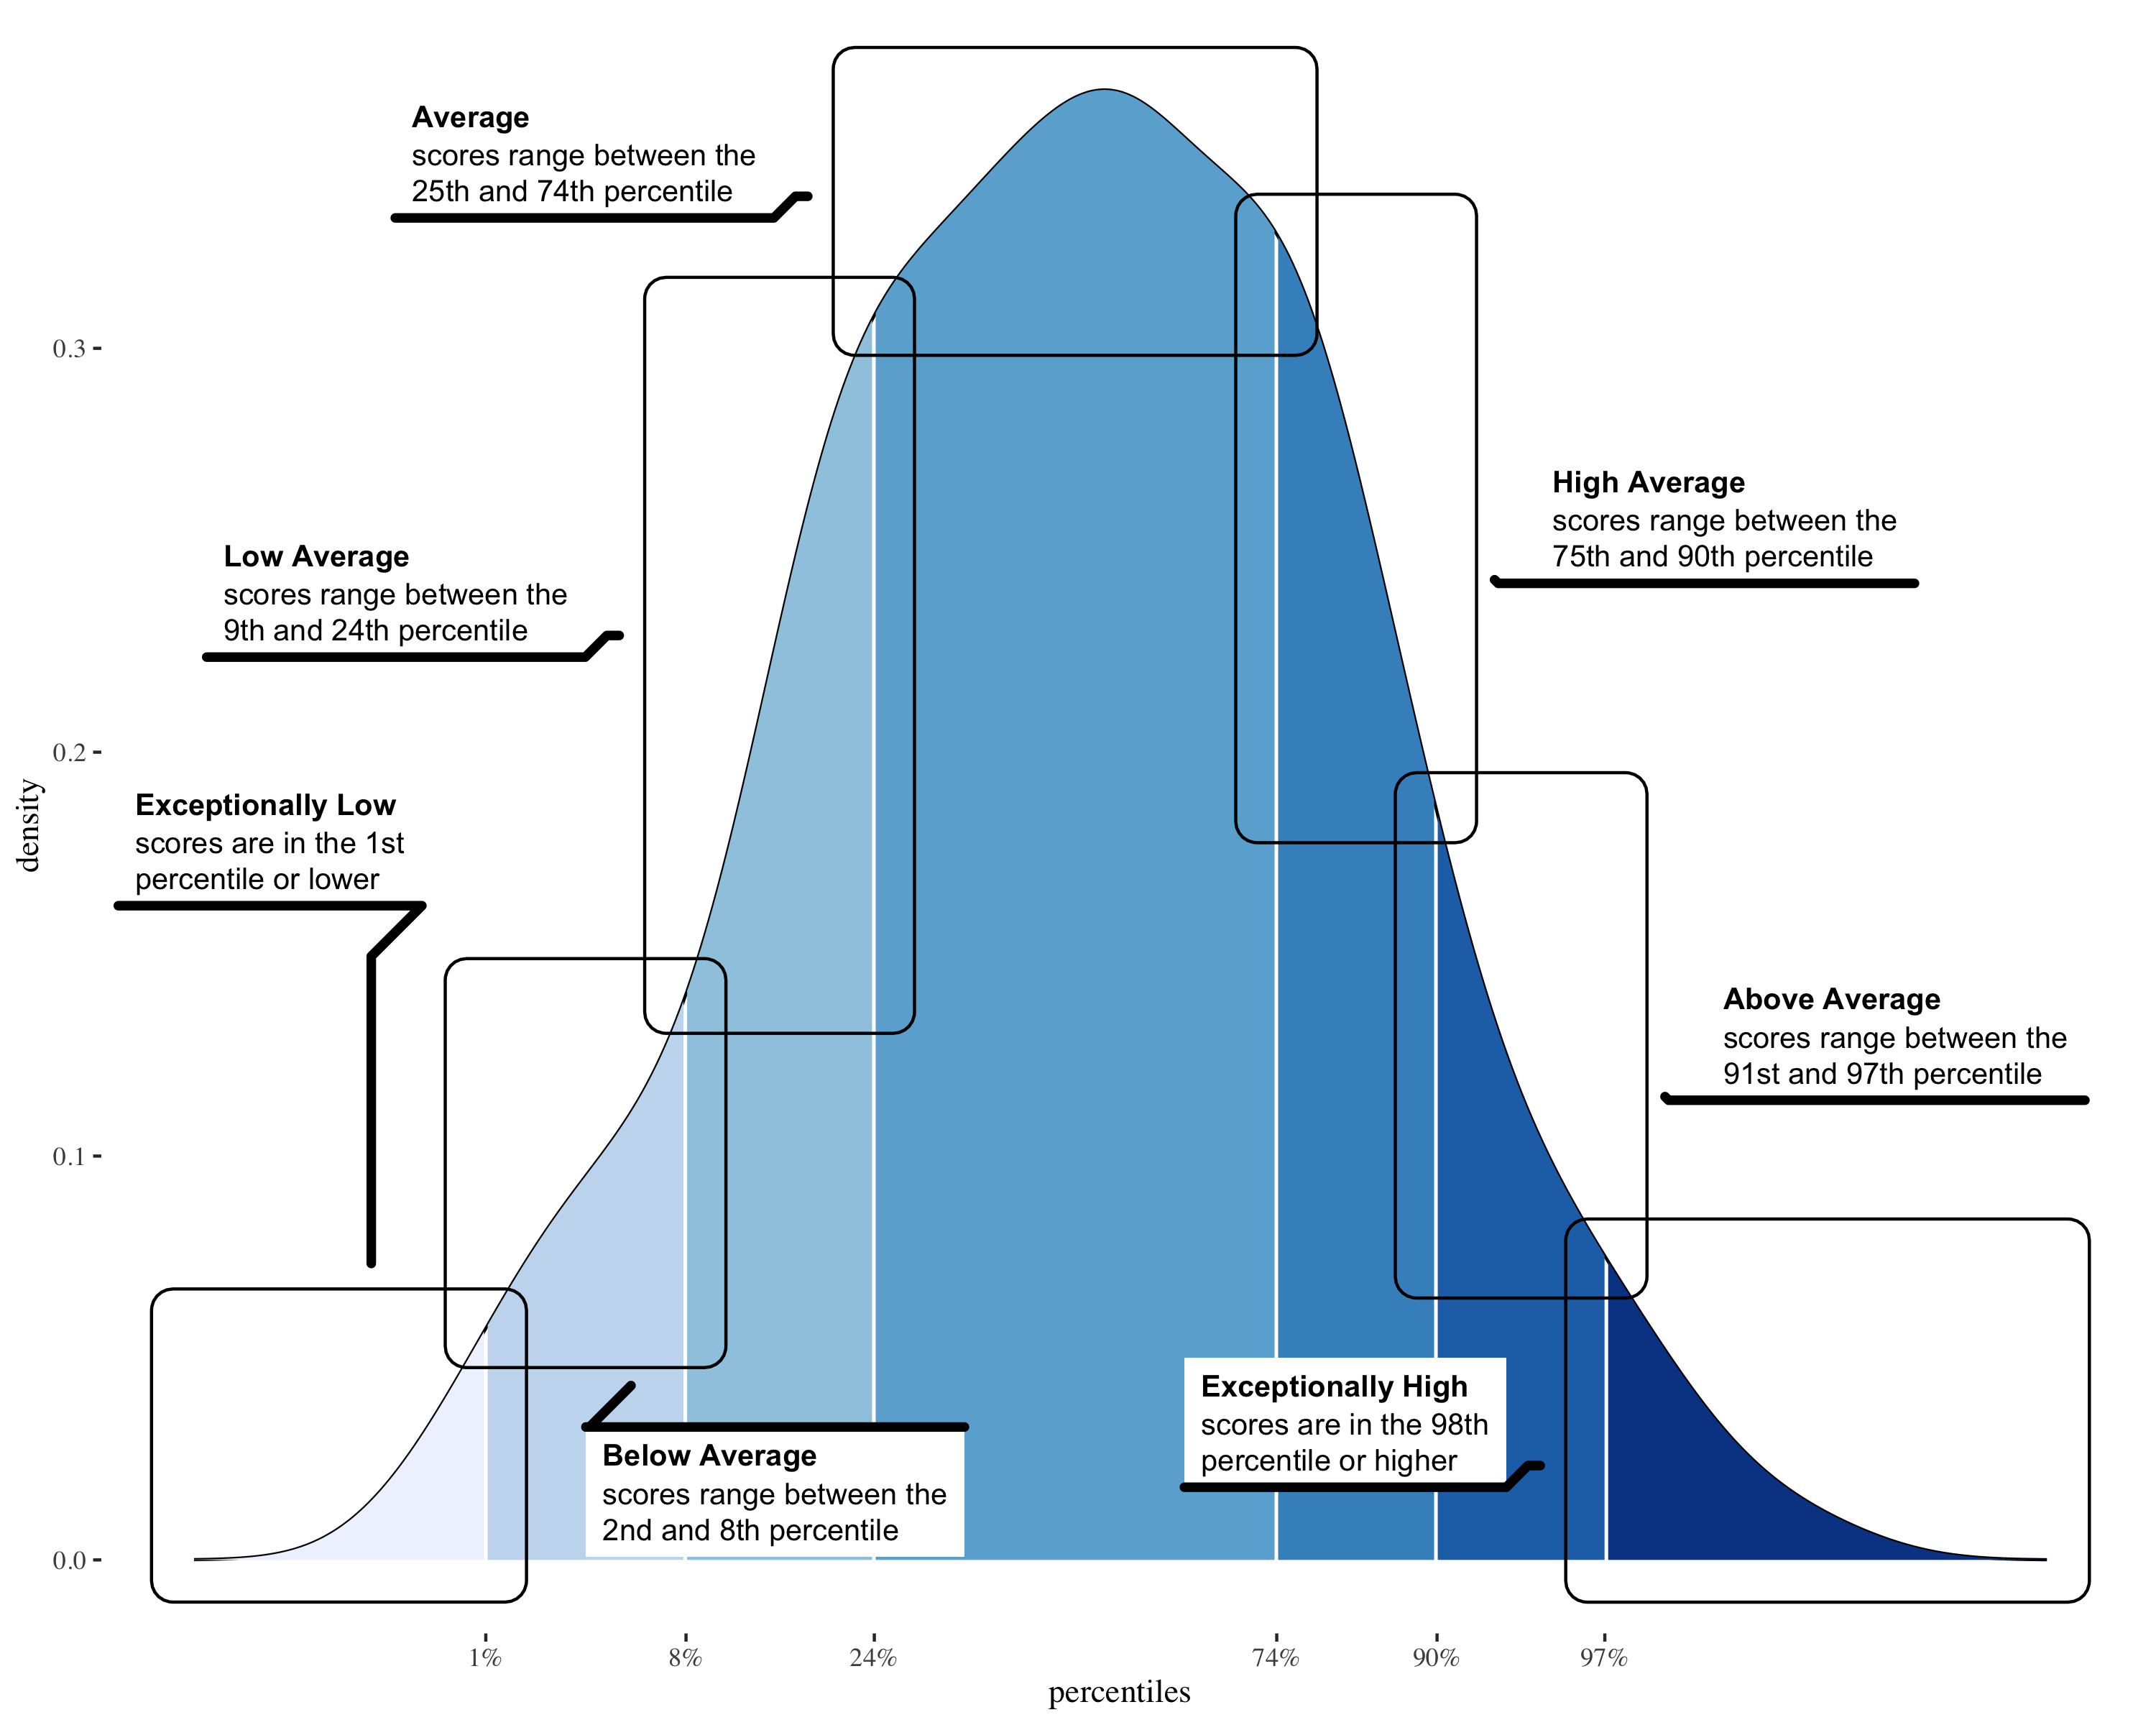 Average
scores range between the
25th and 74th percentile
0.3
High Average
scores range between the
75th and 90th percentile
Low Average
scores range between the
9th and 24th percentile
0.2
density
Exceptionally Low
scores are in the 1st
percentile or lower
Above Average
scores range between the
91st and 97th percentile
0.1
Exceptionally High
scores are in the 98th
percentile or higher
Below Average
scores range between the
2nd and 8th percentile
0.0
1%
8%
24%
74%
90%
97%
percentiles